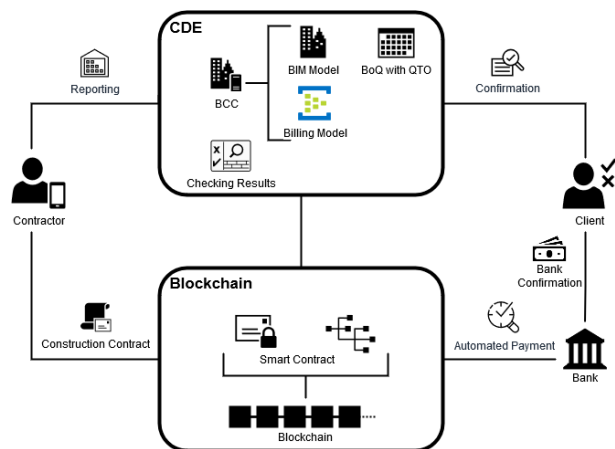 CDE
BIM Model
BoQ with QTO
BCC
Billing Model
Checking Results
Reporting
Confirmation
Contractor
Client
Bank
Confirmation
Blockchain
Construction Contract
Smart Contract
Automated Payment
Bank
Blockchain